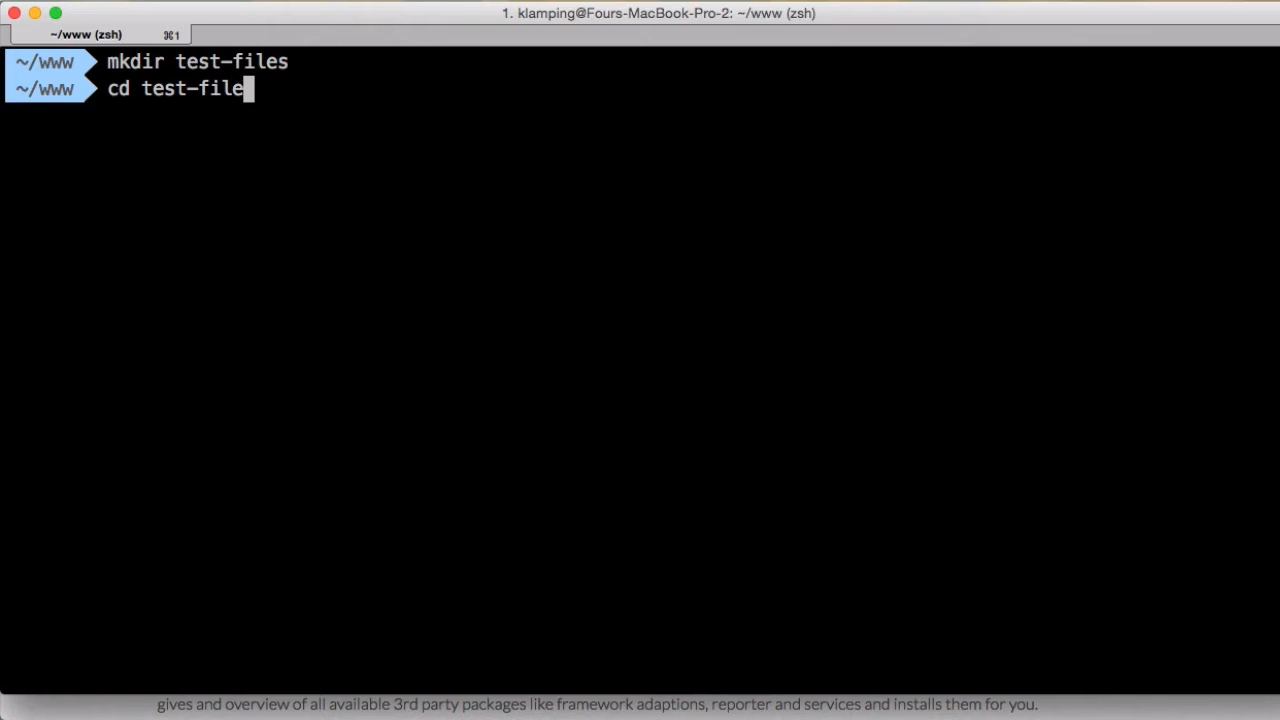 1. klamping@Fours-MacBook-Pro-2: ~/www (zsh)
~/www (zsh) ⌘1
~/www mkdir test-files
~/www cd test-file
gives and overview of all available 3rd party packages like framework adaptions, reporter and services and installs them for you.